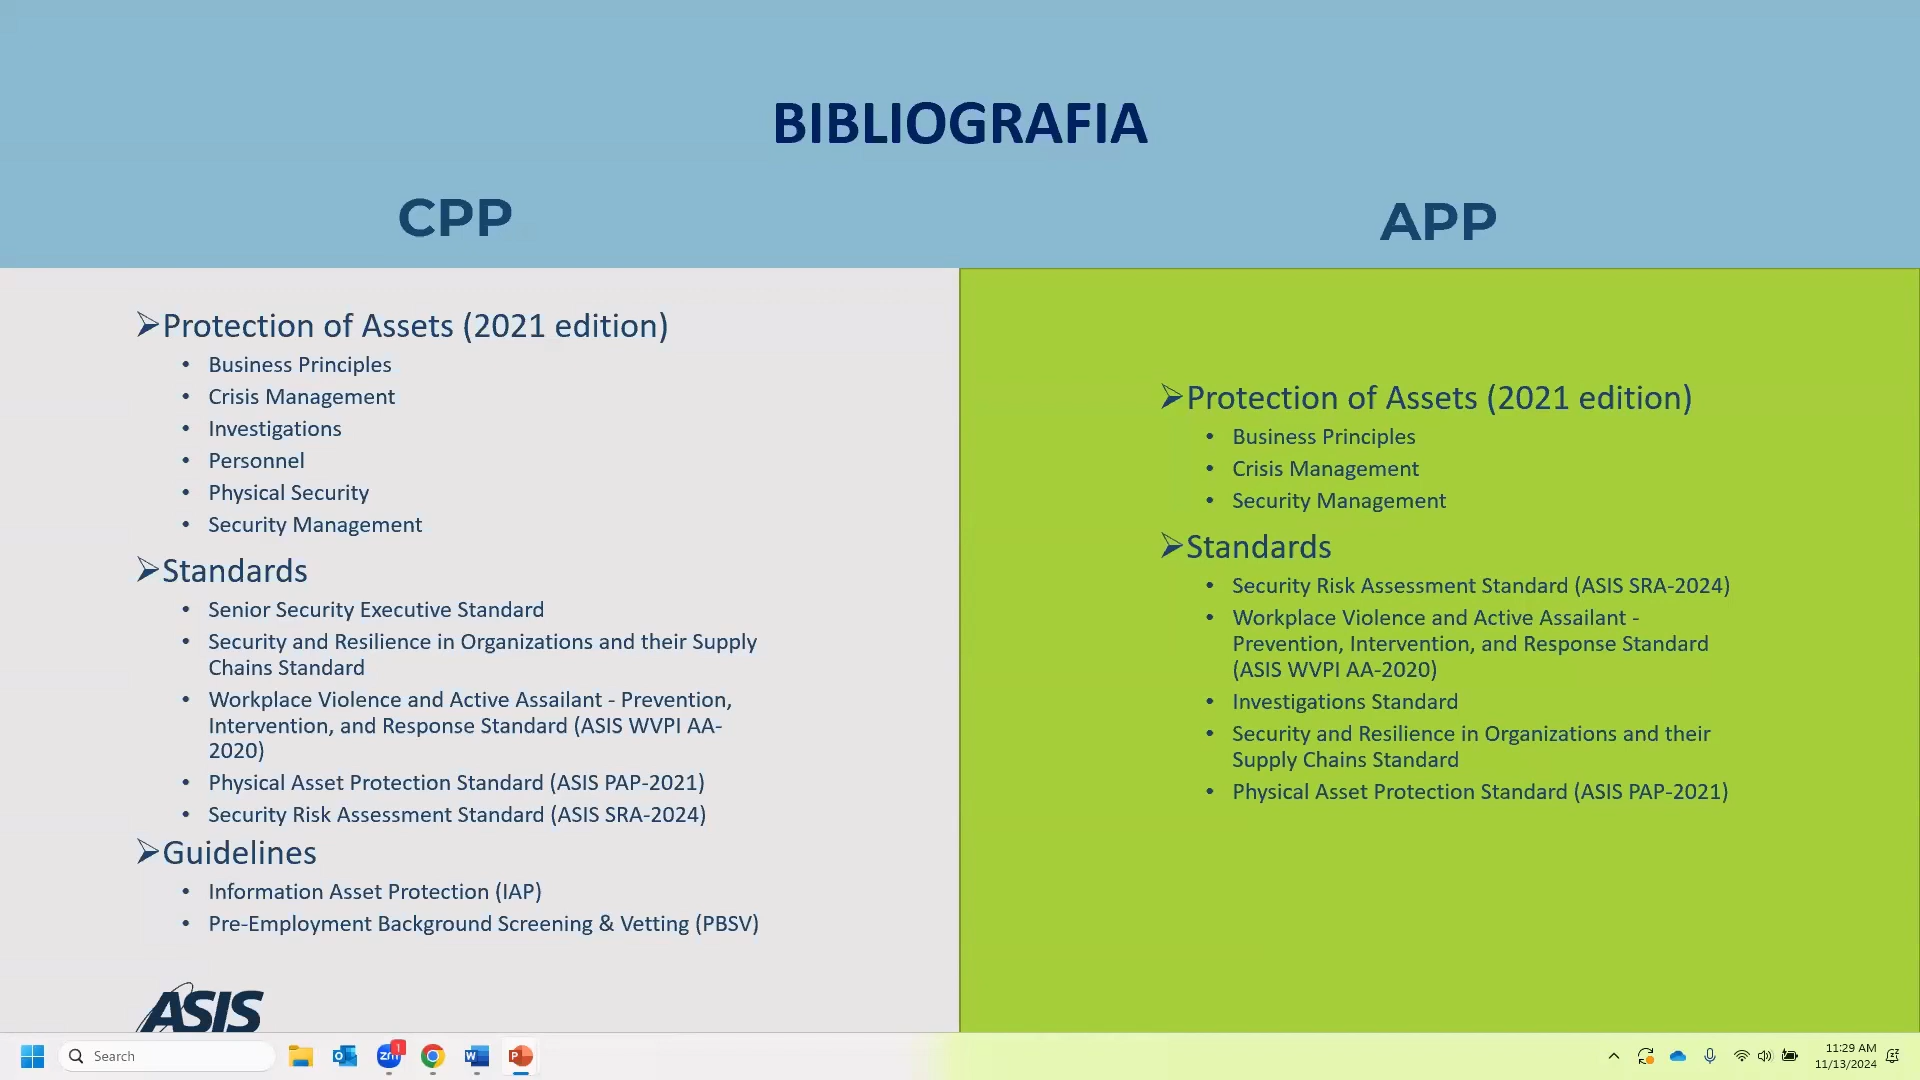 BIBLIOGRAFIA
CPP
Protection of Assets (2021 edition)
Business Principles
Crisis Management
Investigations
Personnel
Physical Security
Security Management
Standards
Senior Security Executive Standard
Security and Resilience in Organizations and their Supply
Chains Standard
Workplace Violence and Active Assailant - Prevention,
Intervention, and Response Standard (ASIS WVPI AA-
2020)
Physical Asset Protection Standard (ASIS PAP-2021)
Security Risk Assessment Standard (ASIS SRA-2024)
Guidelines
Information Asset Protection (IAP)
Pre-Employment Background Screening & Vetting (PBSV)
ASIS
APP
Protection of Assets (2021 edition)
Business Principles
Crisis Management
Security Management
Standards
Security Risk Assessment Standard (ASIS SRA-2024)
Workplace Violence and Active Assailant -
Prevention, Intervention, and Response Standard
(ASIS WVPI AA-2020)
Investigations Standard
Security and Resilience in Organizations and their
Supply Chains Standard
Physical Asset Protection Standard (ASIS PAP-2021)
Search
zm
1
11:29 AM
11/13/2024